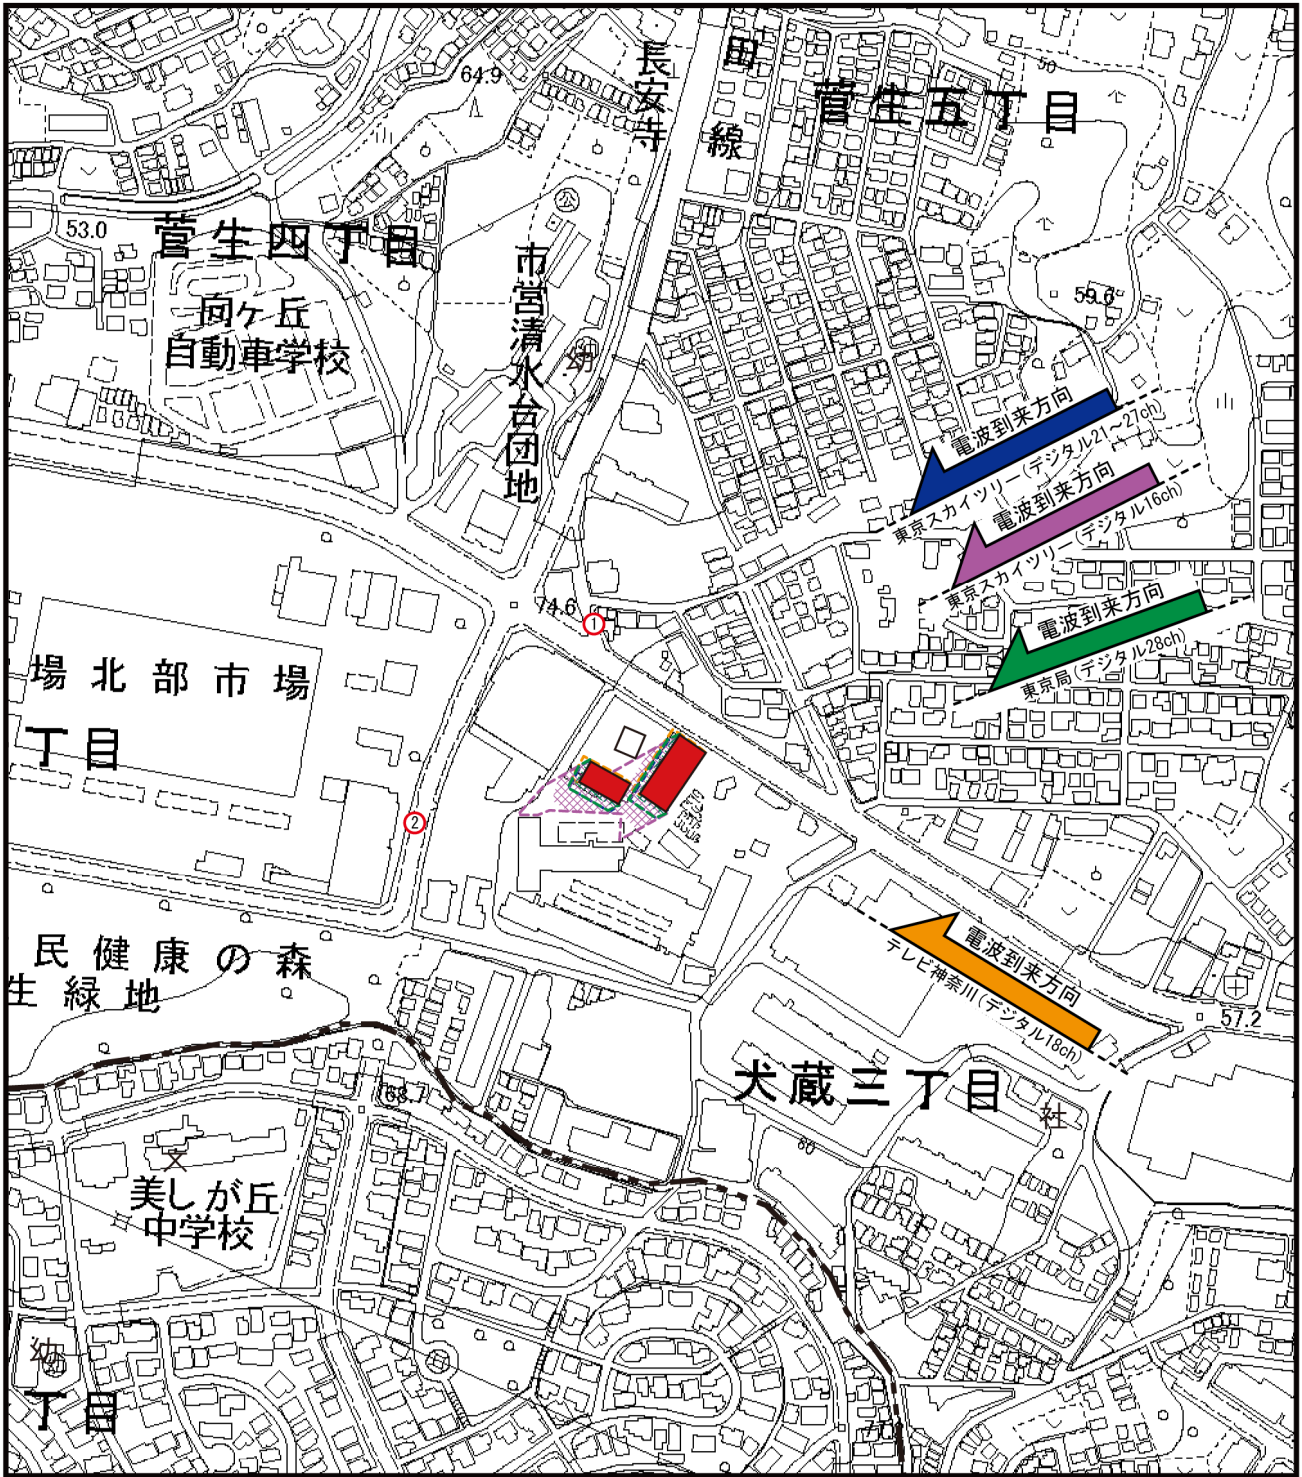 64.9
長安寺
田
線
50
菅生五丁目
公
53.0
菅生四丁目
向ヶ丘
自動車学校
市営清水台団地
幼
59.6
電波到来方向
東京スカイツリー(デジタル21~27ch)
電波到来方向
東京スカイツリー(デジタル16ch)
電波到来方向
東京局(デジタル28ch)
74.6
①
場北部市場
丁目
②
電波到来方向
テレビ神奈川(デジタル18ch)
民健康の森
生緑地
57.2
犬蔵三丁目
社
68.7
60
文
美しが丘
中学校
幼
丁目